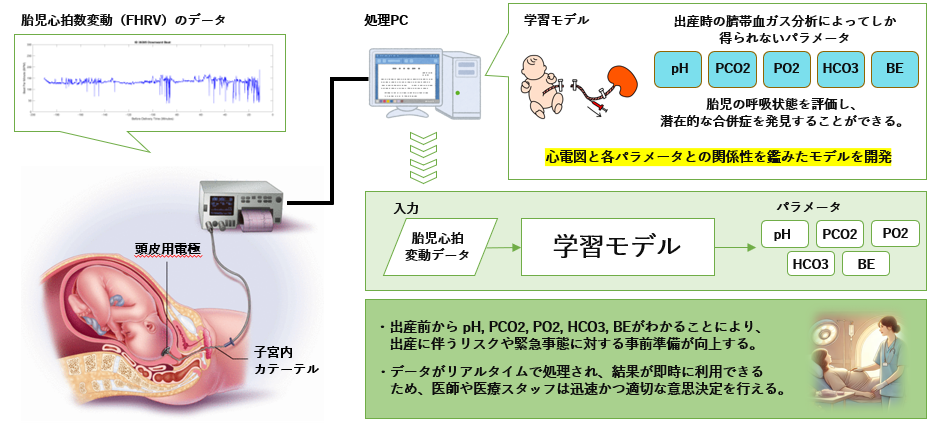 胎児心拍数変動（FHRV）のデータ
処理PC
学習モデル
出産時の臍帯血ガス分析によってしか
得られないパラメータ
pH
PCO2
PO2
HCO3
BE
胎児の呼吸状態を評価し、
潜在的な合併症を発見することができる。
心電図と各パラメータとの関係性を鑑みたモデルを開発
頭皮用電極
子宮内
カテーテル
入力
胎児心拍
変動データ
学習モデル
パラメータ
pH
PCO2
PO2
HCO3
BE
・出産前から pH, PCO2, PO2, HCO3, BEがわかることにより、
出産に伴うリスクや緊急事態に対する事前準備が向上する。
・データがリアルタイムで処理され、結果が即時に利用できる
ため、医師や医療スタッフは迅速かつ適切な意思決定を行える。